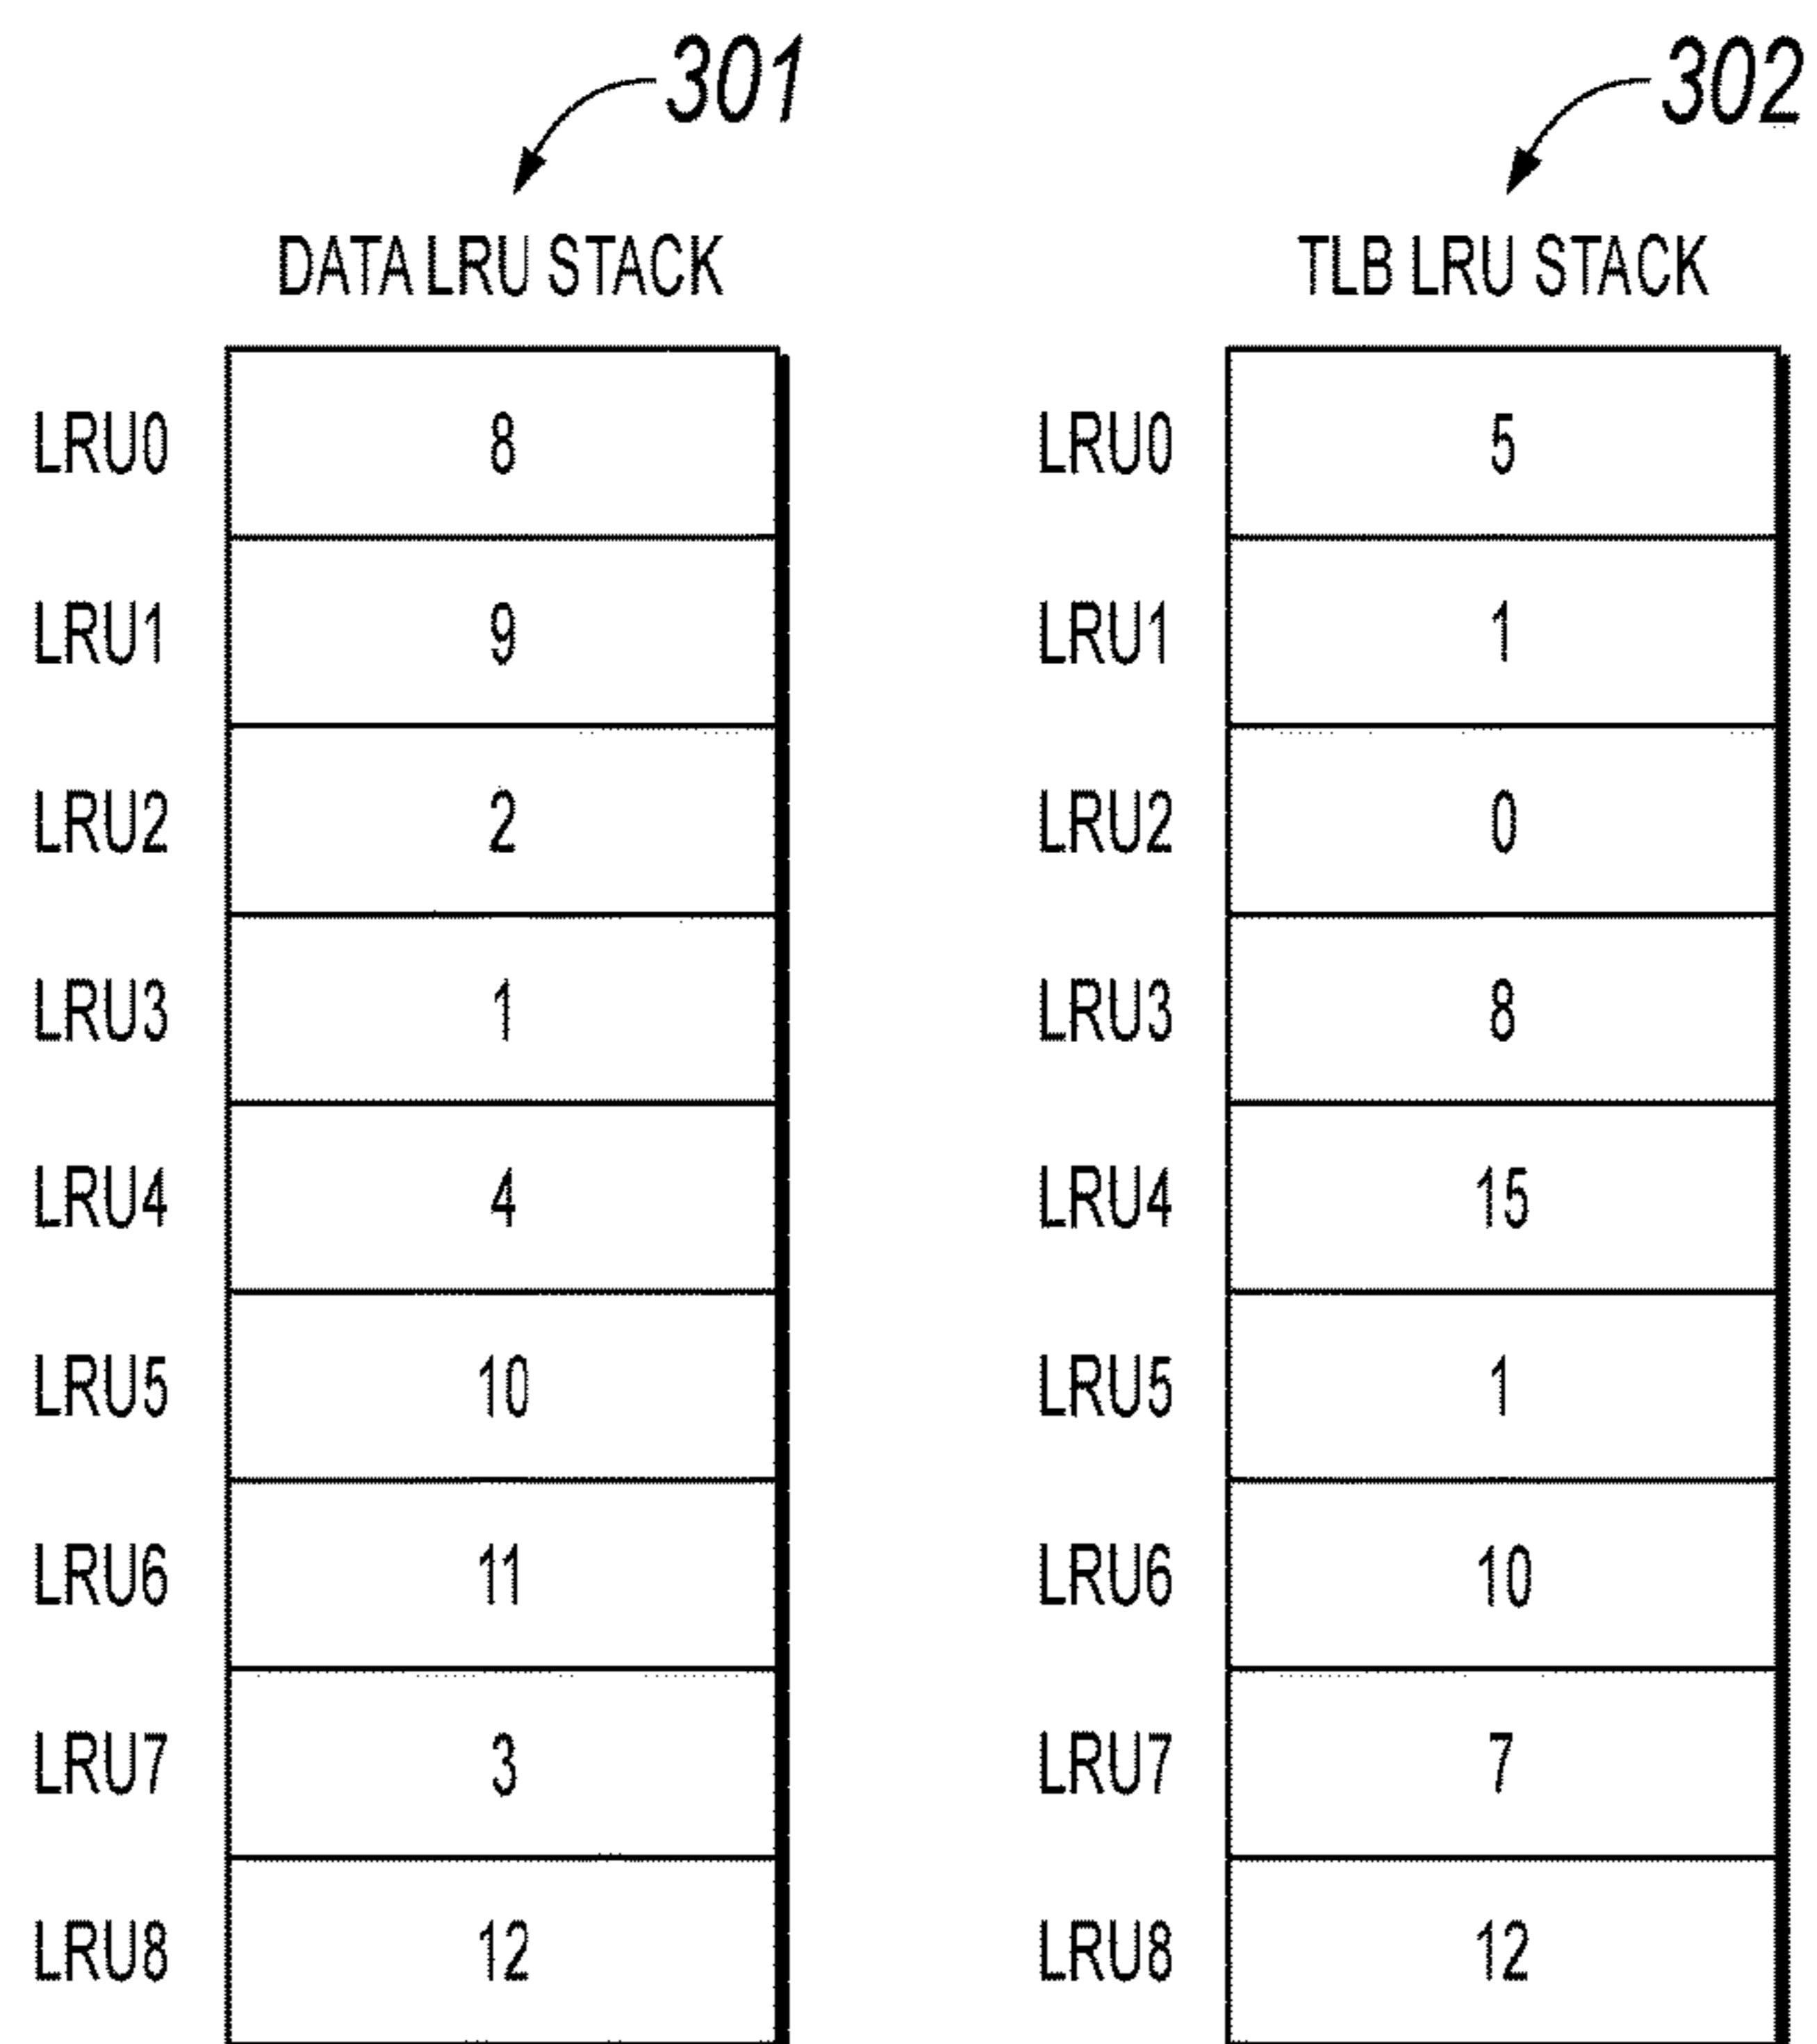 301 302
DATA LRU STACK TLB LRU STACK
LRU0 8 LRU0 5
LRU1 9 LRU1 1
LRU2 2 LRU2 0
LRU3 1 LRU3 8
LRU4 4 LRU4 15
LRU5 10 LRU5 1
LRU6 11 LRU6 10
LRU7 3 LRU7 7
LRU8 12 LRU8 12